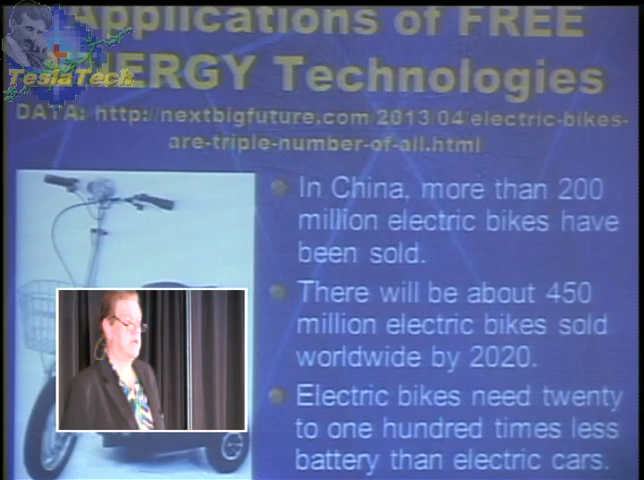 Applications of FREE
TeslaTech
ENERGY Technologies
DATA: http://nextbigfuture.com/2013/04/electric-bikes-
are-triple-number-of-all.html
In China, more than 200
million electric bikes have
been sold.
There will be about 450
million electric bikes sold
worldwide by 2020.
Electric bikes need twenty
to one hundred times less
battery than electric cars.